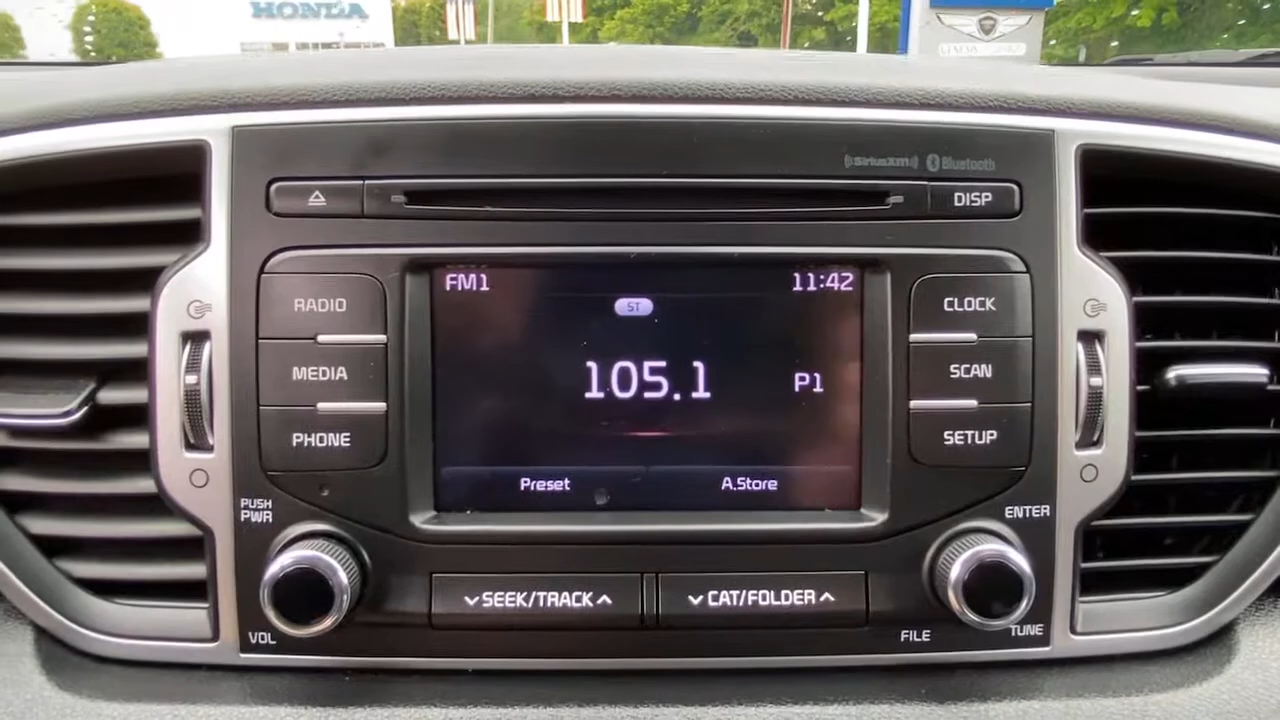 HONDA
GENESIS
SiriusXM Bluetooth
DISP
FM1 11:42
ST
RADIO CLOCK
105.1 P1
MEDIA SCAN
PHONE SETUP
Preset A.Store
PUSH
PWR
ENTER
SEEK/TRACK CAT/FOLDER
VOL FILE TUNE